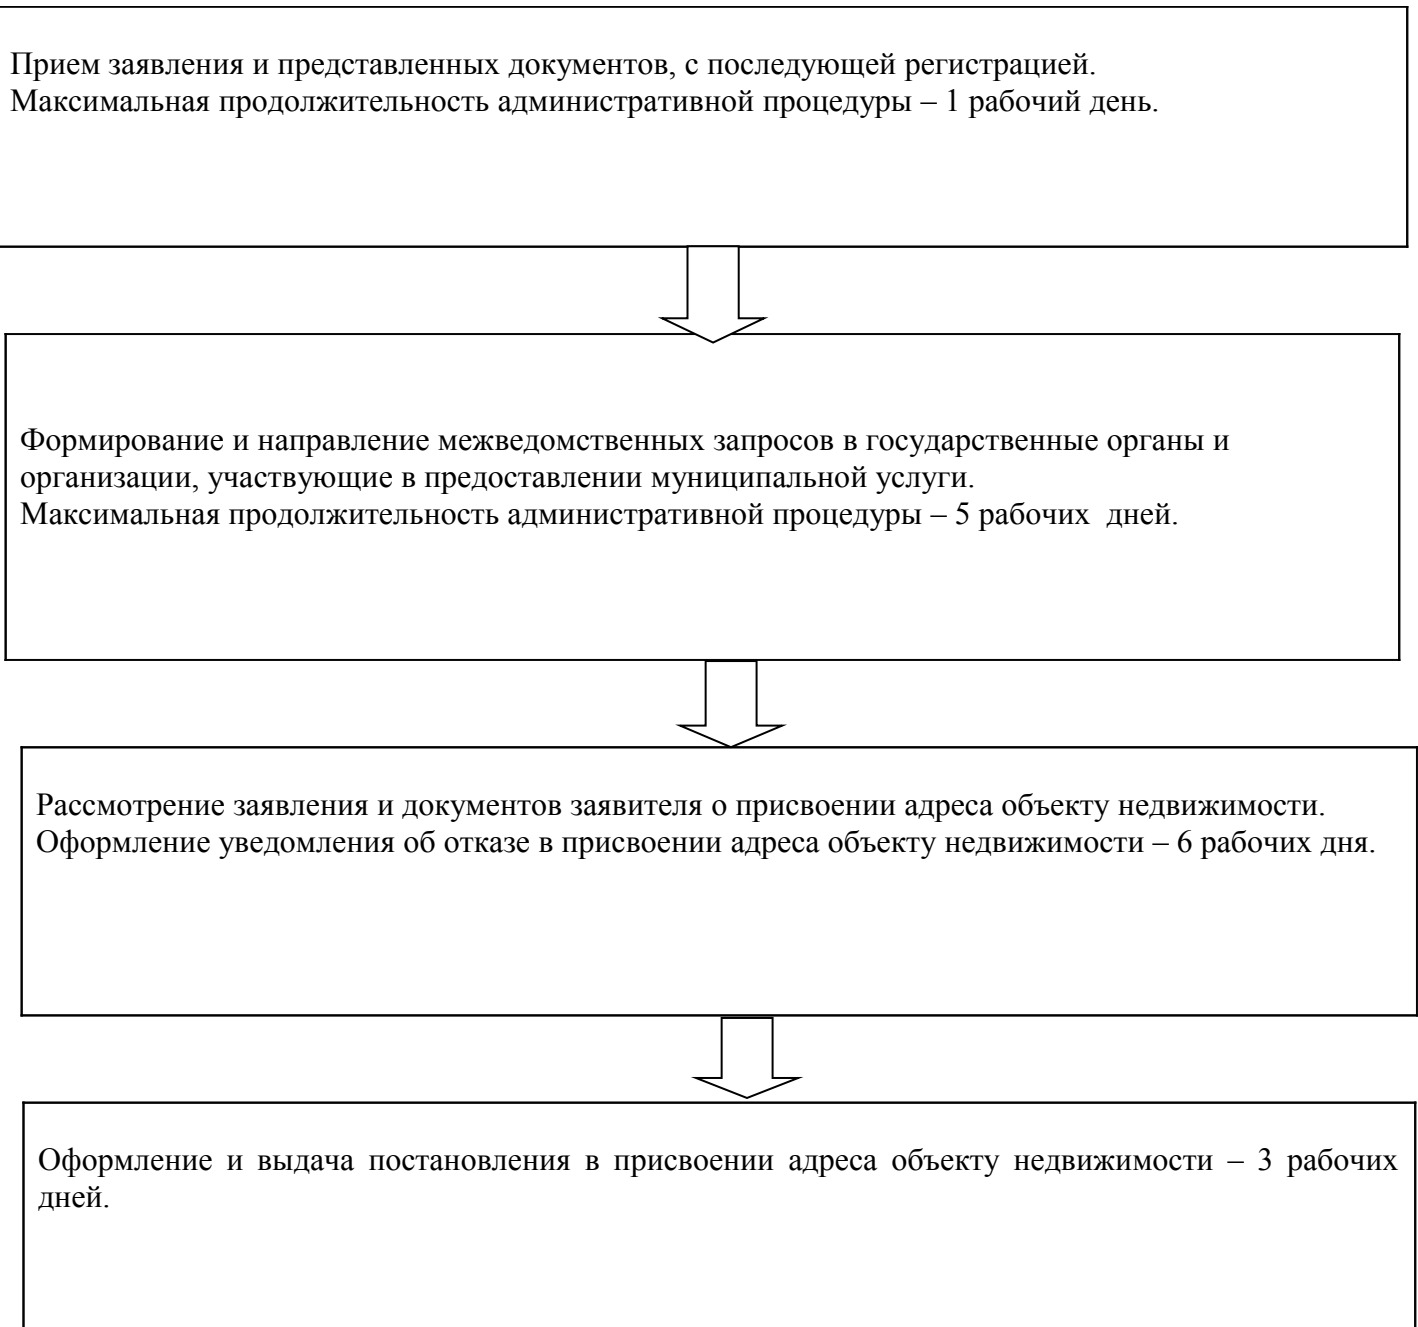 Прием заявления и представленных документов, с последующей регистрацией.
Максимальная продолжительность административной процедуры – 1 рабочий день.
Формирование и направление межведомственных запросов в государственные органы и
организации, участвующие в предоставлении муниципальной услуги.
Максимальная продолжительность административной процедуры – 5 рабочих  дней.
Рассмотрение заявления и документов заявителя о присвоении адреса объекту недвижимости.
Оформление уведомления об отказе в присвоении адреса объекту недвижимости – 6 рабочих дня.
Оформление и выдача постановления в присвоении адреса объекту недвижимости – 3 рабочих
дней.